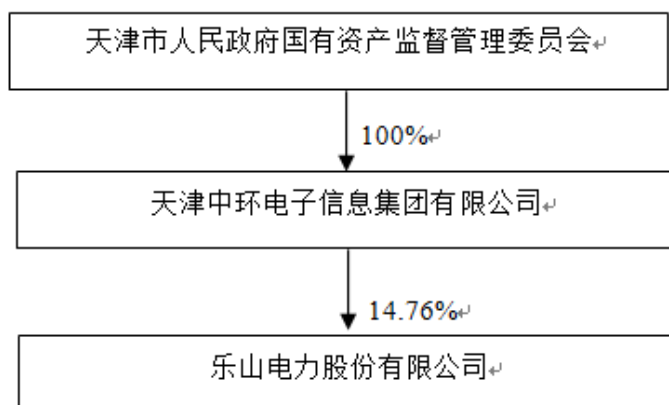 天津市人民政府国有资产监督管理委员会↵
100%↵
天津中环电子信息集团有限公司↵
14.76%↵
乐山电力股份有限公司↵